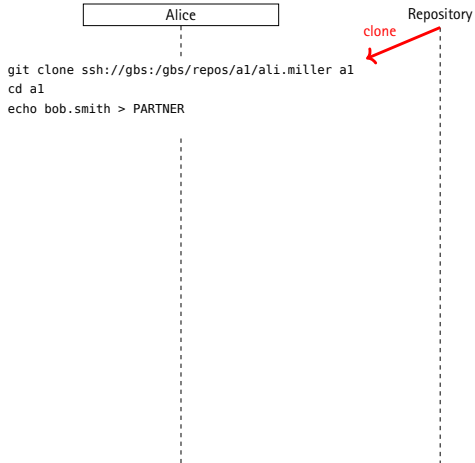 Alice
Repository
clone
git clone ssh://gbs:/gbs/repos/a1/ali.miller a1
cd a1
echo bob.smith > PARTNER